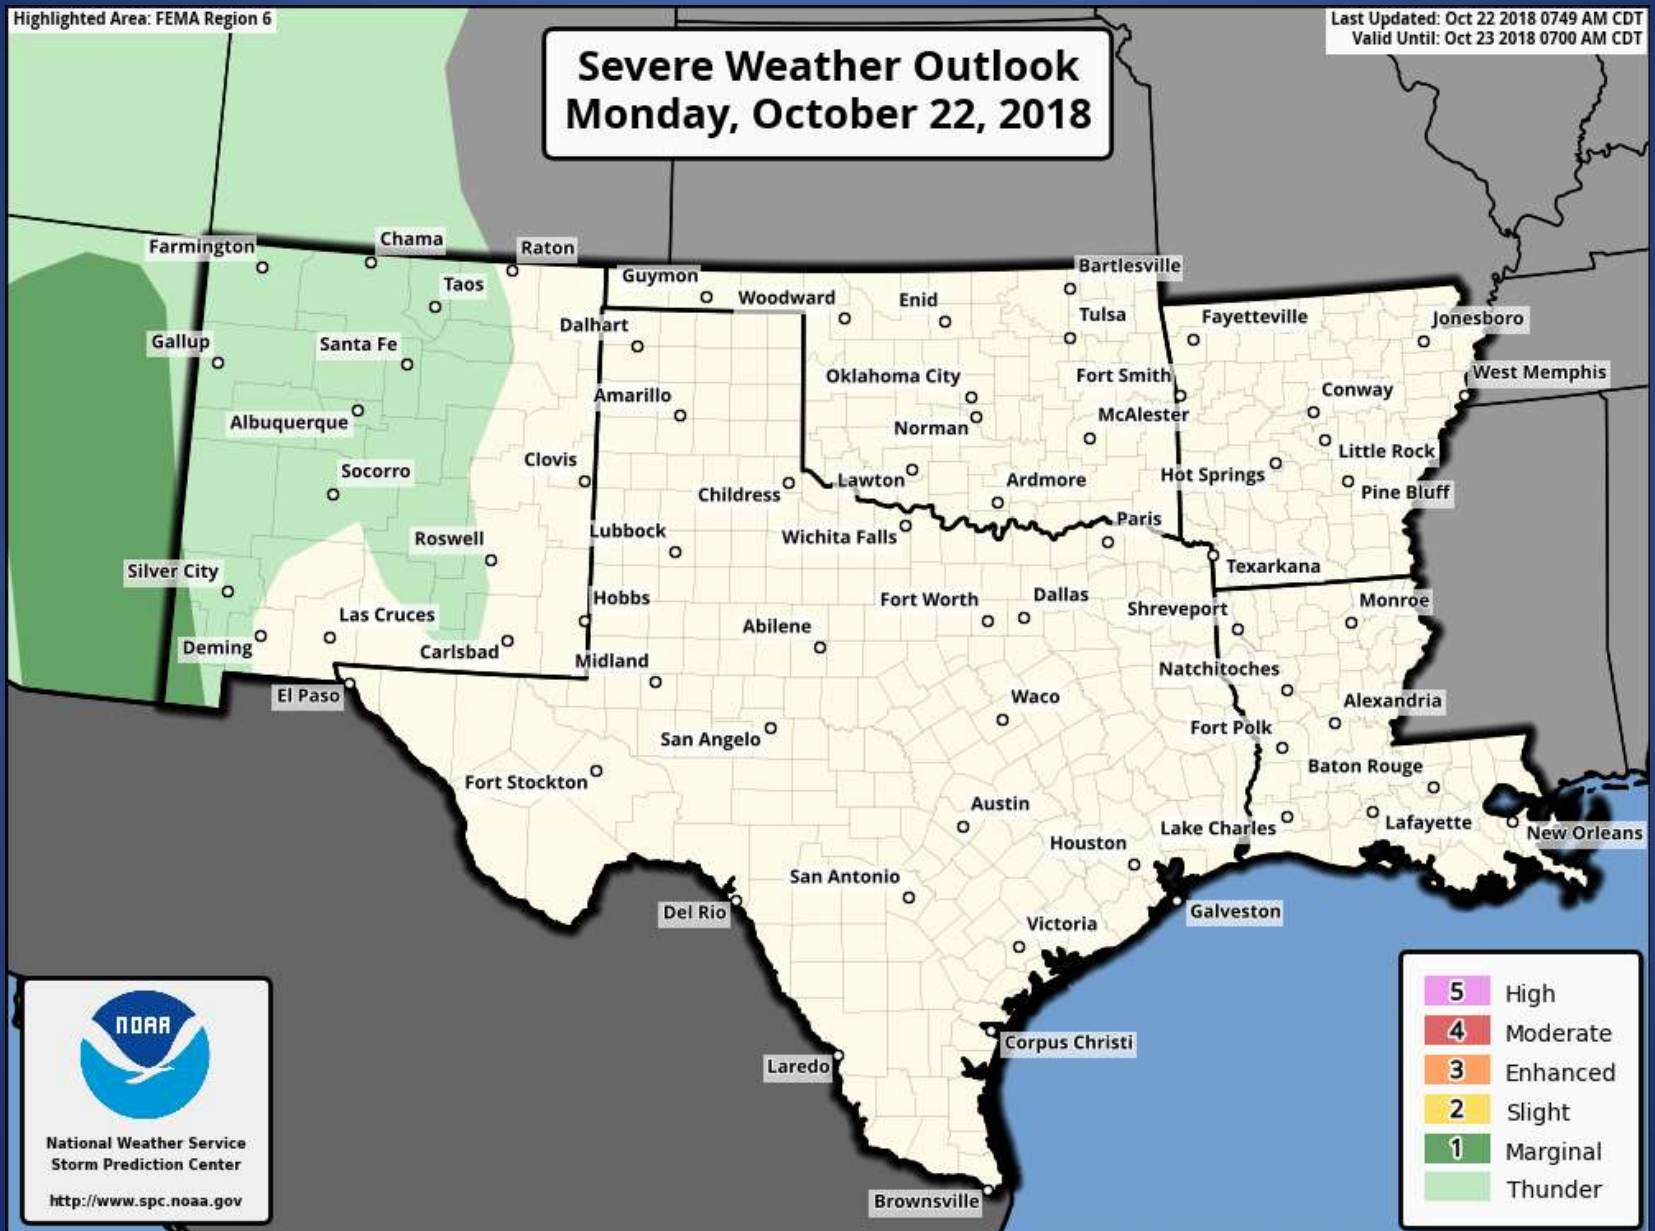 Highlighted Area: FEMA Region 6
Last Updated: Oct 22 2018 0749 AM CDT
Valid Until: Oct 23 2018 0700 AM CDT
Severe Weather Outlook
Monday, October 22, 2018
Farmington
Chama
Raton
Taos
Gallup
Santa Fe
Albuquerque
Socorro
Clovis
Roswell
Silver City
Las Cruces
Deming
Carlsbad
Hobbs
Guymon
Woodward
Enid
Bartlesville
Tulsa
Dalhart
Amarillo
Oklahoma City
Norman
Fort Smith
McAlester
Fayetteville
Jonesboro
West Memphis
Conway
Little Rock
Hot Springs
Pine Bluff
Childress
Lawton
Ardmore
Lubbock
Wichita Falls
Paris
Texarkana
Fort Worth
Dallas
Shreveport
Monroe
Abilene
Midland
Natchitoches
Alexandria
El Paso
Waco
San Angelo
Fort Polk
Fort Stockton
Baton Rouge
Austin
Lake Charles
Lafayette
New Orleans
Houston
San Antonio
Del Rio
Galveston
Victoria
Corpus Christi
Laredo
Brownsville
NOAA
National Weather Service
Storm Prediction Center
http://www.spc.noaa.gov
5 High
4 Moderate
3 Enhanced
2 Slight
1 Marginal
Thunder